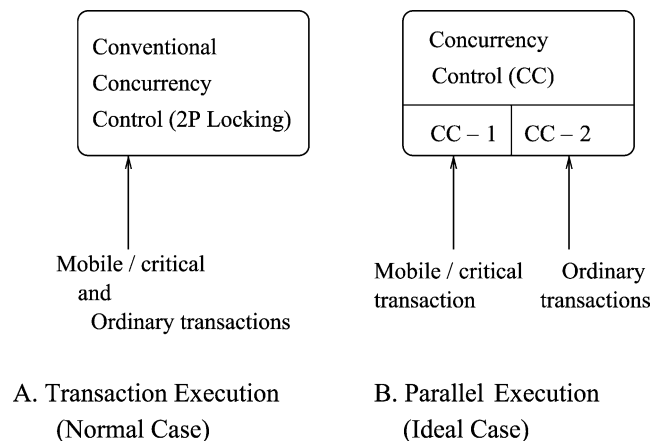 Conventional
Concurrency
Control (2P Locking)
Mobile / critical
and
Ordinary transactions
A. Transaction Execution
(Normal Case)
Concurrency
Control (CC)
CC – 1
CC – 2
Mobile / critical
transaction
Ordinary
transactions
B. Parallel Execution
(Ideal Case)